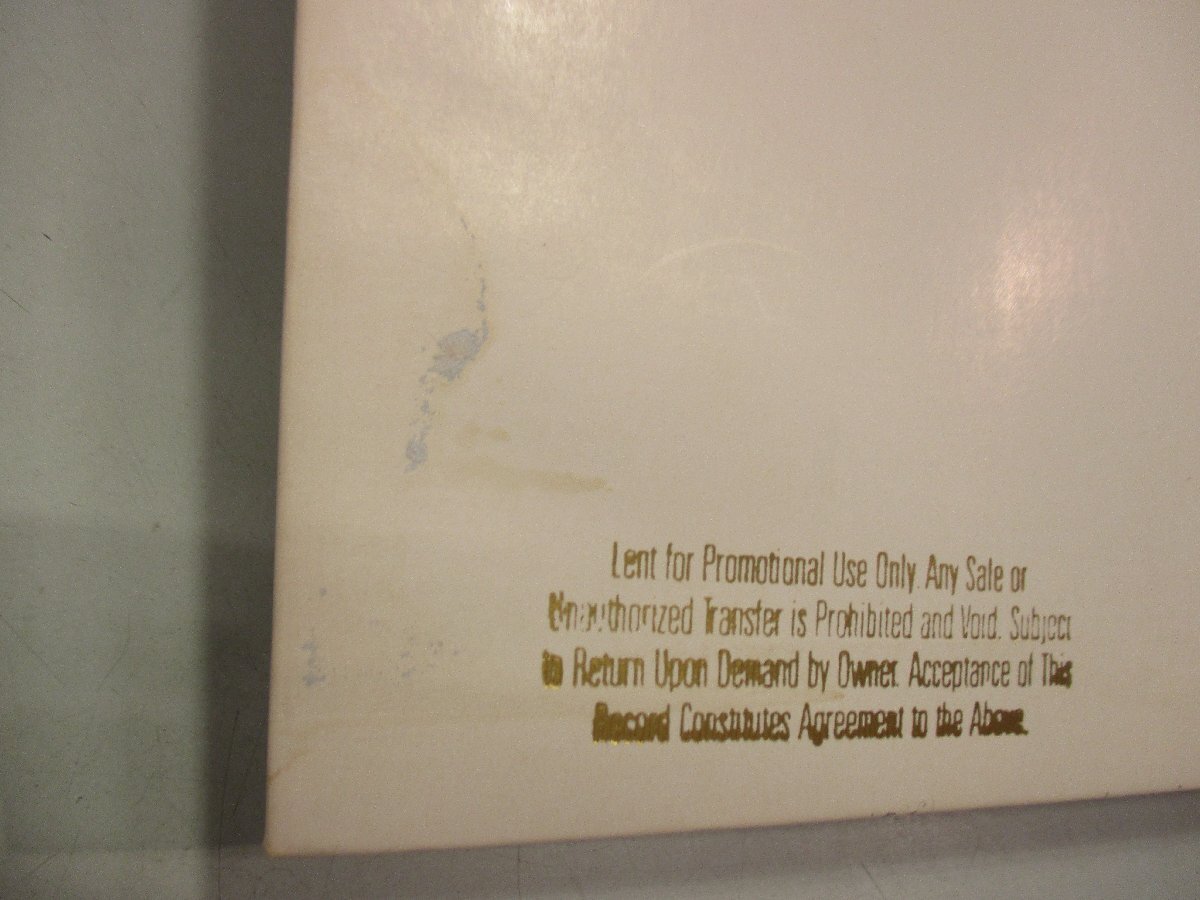 Lent for Promotional Use Only. Any Sale or
Unauthorized Transfer is Prohibited and Void. Subject
to Return Upon Demand by Owner. Acceptance of This
Record Constitutes Agreement to the Above.